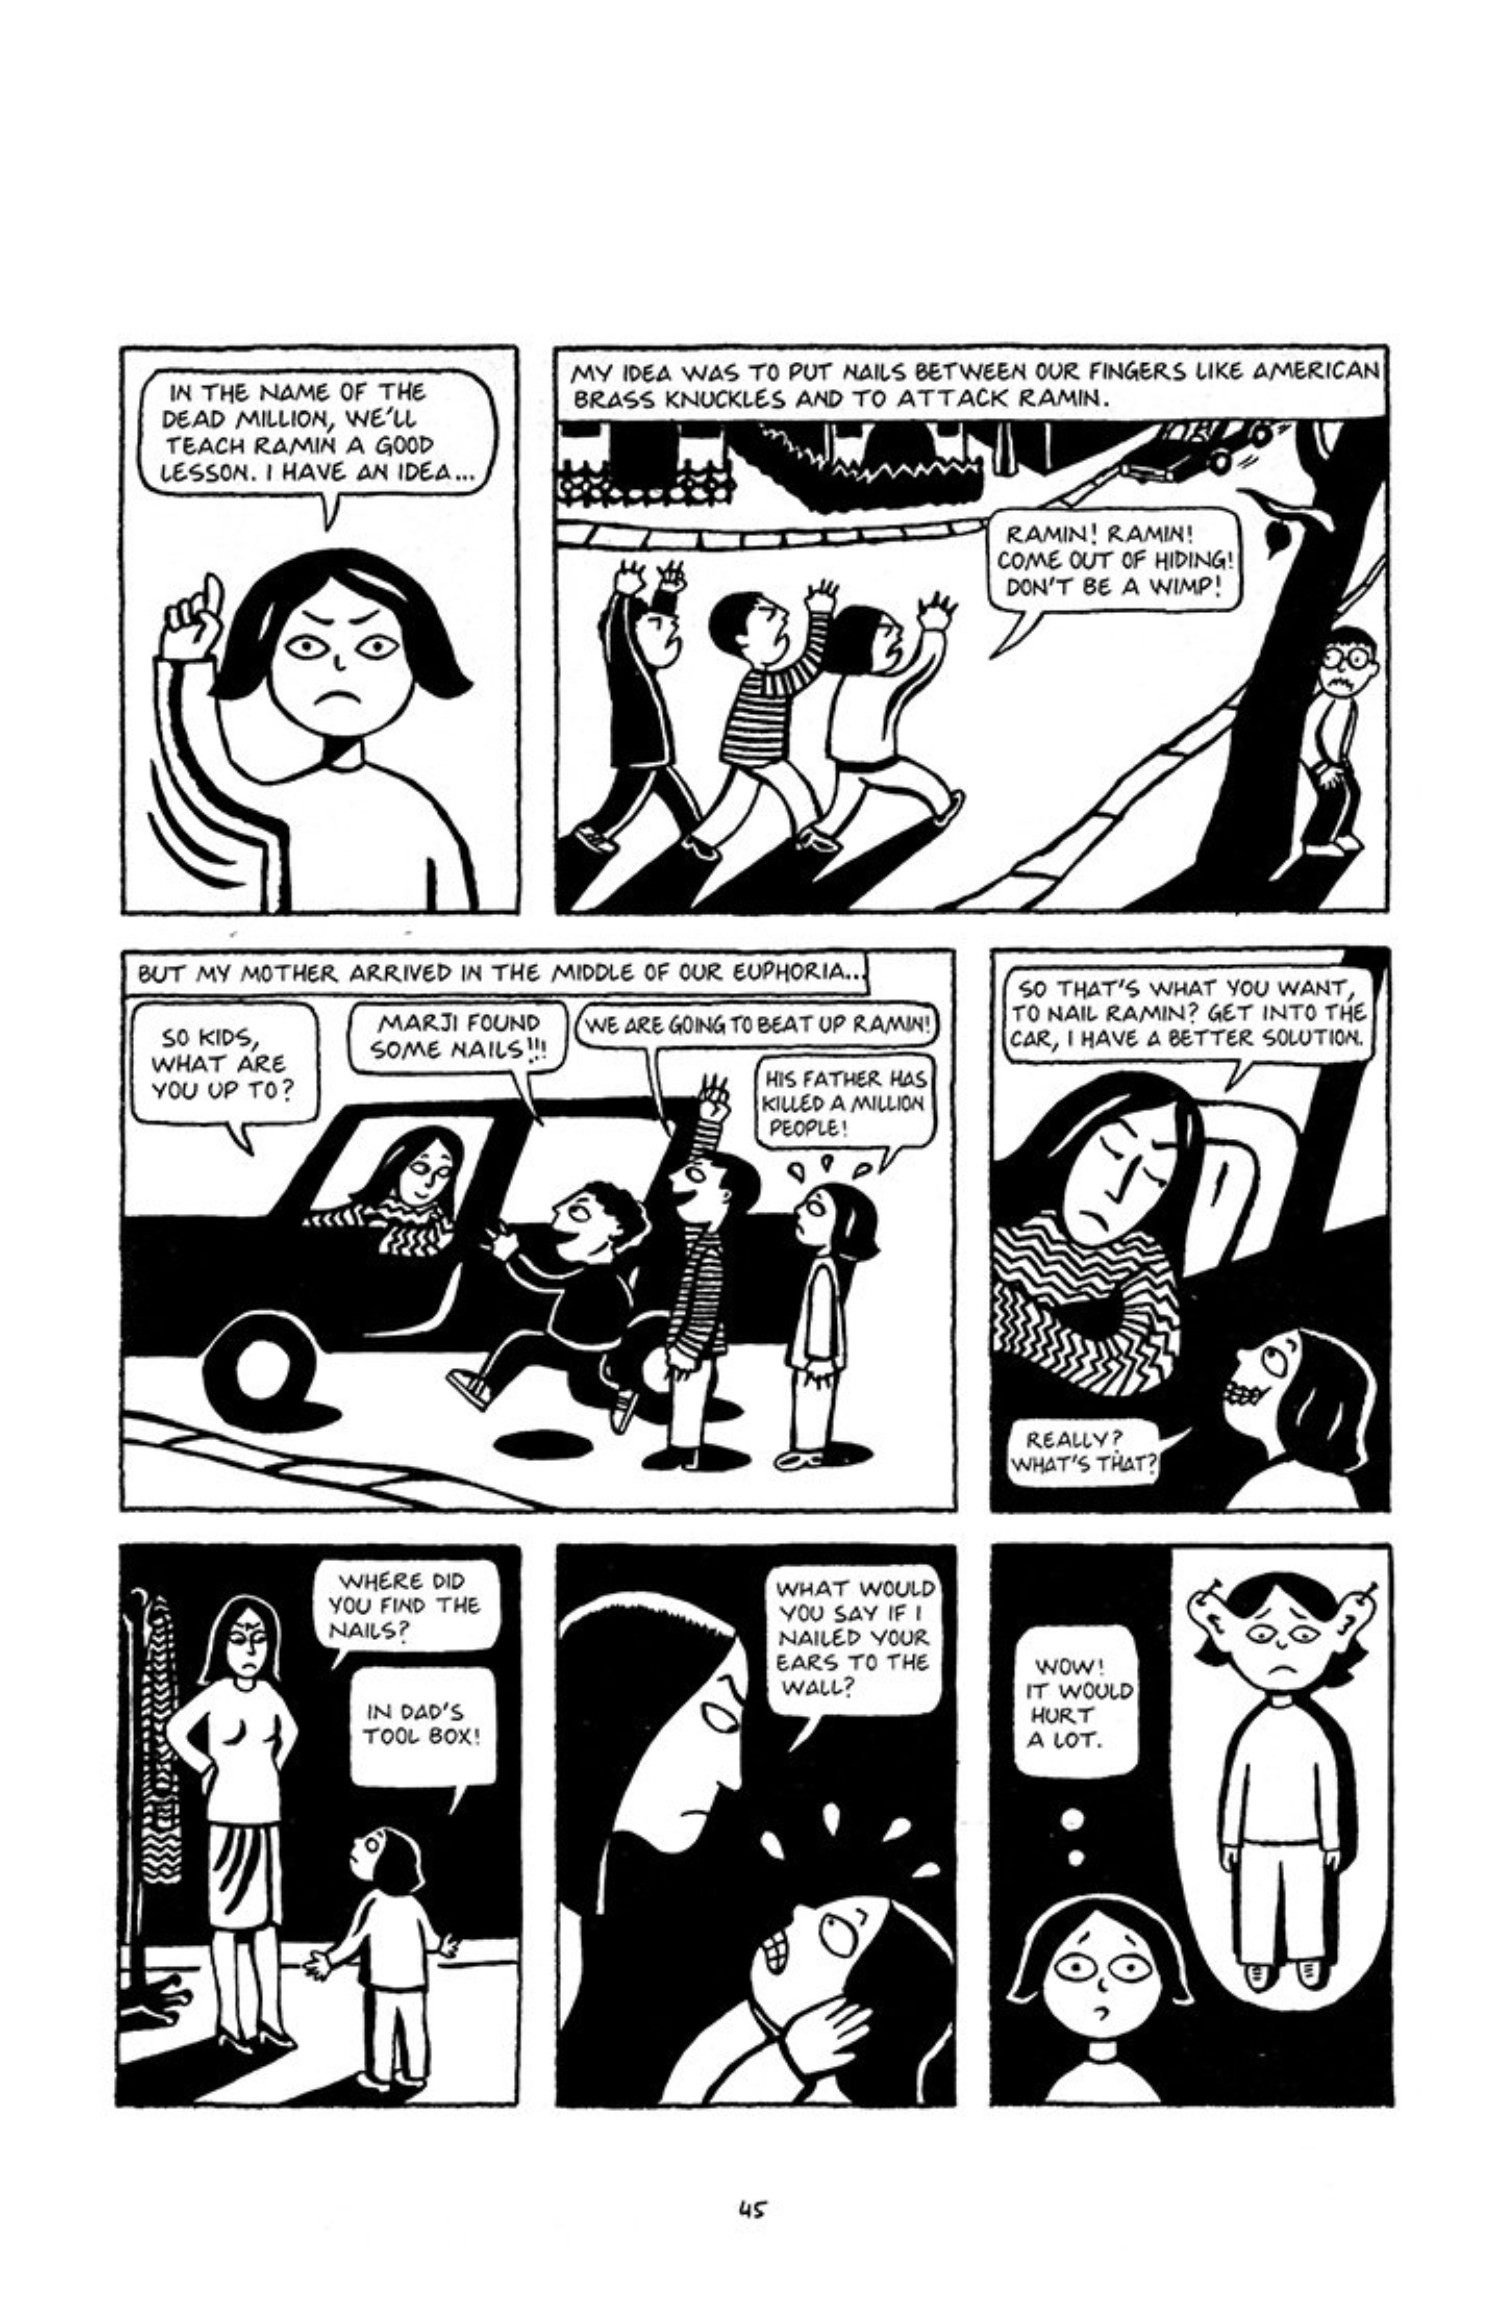 IN THE NAME OF THE
DEAD MILLION, WE'LL
TEACH RAMIN A GOOD
LESSON. I HAVE AN IDEA...
MY IDEA WAS TO PUT NAILS BETWEEN OUR FINGERS LIKE AMERICAN
BRASS KNUCKLES AND TO ATTACK RAMIN.
RAMIN! RAMIN!
COME OUT OF HIDING!
DON'T BE A WIMP!
BUT MY MOTHER ARRIVED IN THE MIDDLE OF OUR EUPHORIA...
SO KIDS,
WHAT ARE
YOU UP TO?
MARJI FOUND
SOME NAILS!!!
WE ARE GOING TO BEAT UP RAMIN!
HIS FATHER HAS
KILLED A MILLION
PEOPLE!
SO THAT'S WHAT YOU WANT,
TO NAIL RAMIN? GET INTO THE
CAR, I HAVE A BETTER SOLUTION.
REALLY?
WHAT'S THAT?
WHERE DID
YOU FIND THE
NAILS?
IN DAD'S
TOOL BOX!
WHAT WOULD
YOU SAY IF I
NAILED YOUR
EARS TO THE
WALL?
WOW!
IT WOULD
HURT
A LOT.
45